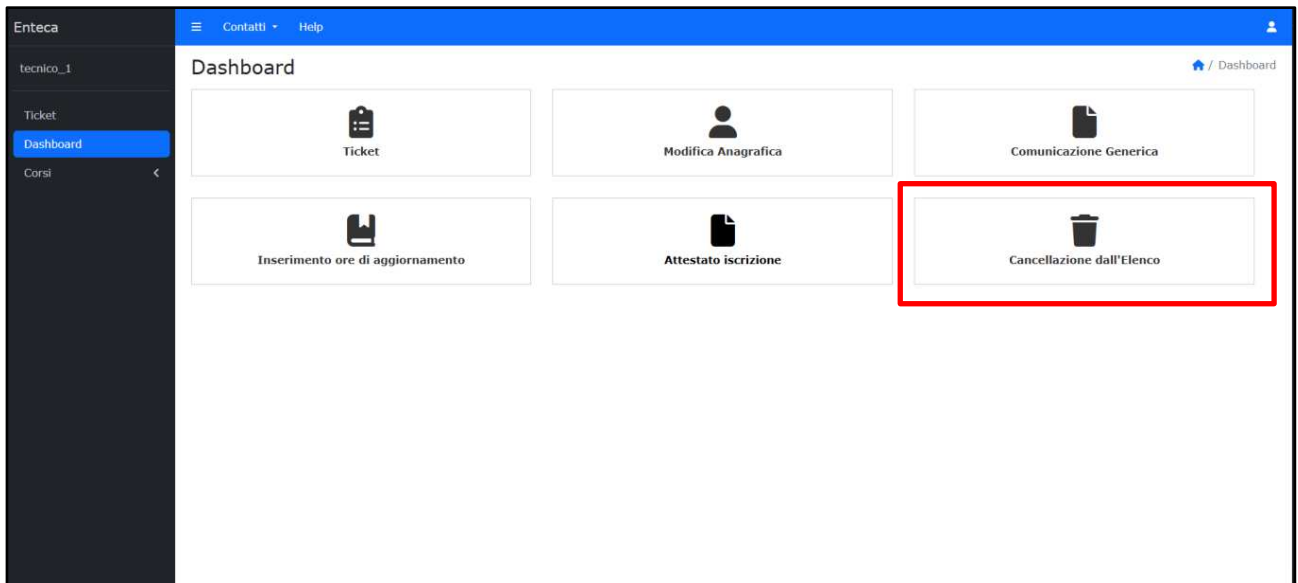 Enteca
Contatti
Help
tecnico_1
Dashboard
/ Dashboard
Ticket
Dashboard
Corsi
Ticket
Modifica Anagrafica
Comunicazione Generica
Inserimento ore di aggiornamento
Attestato iscrizione
Cancellazione dall'Elenco